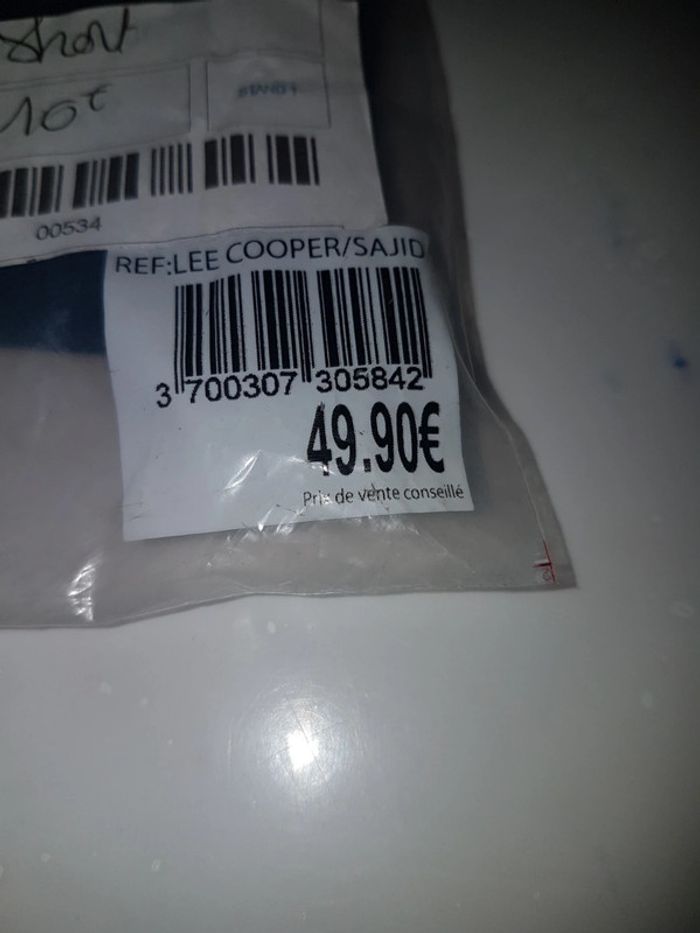 Short
10€
00534
REF:LEE COOPER/SAJID
3 700307 305842
49.90€
Prix de vente conseillé